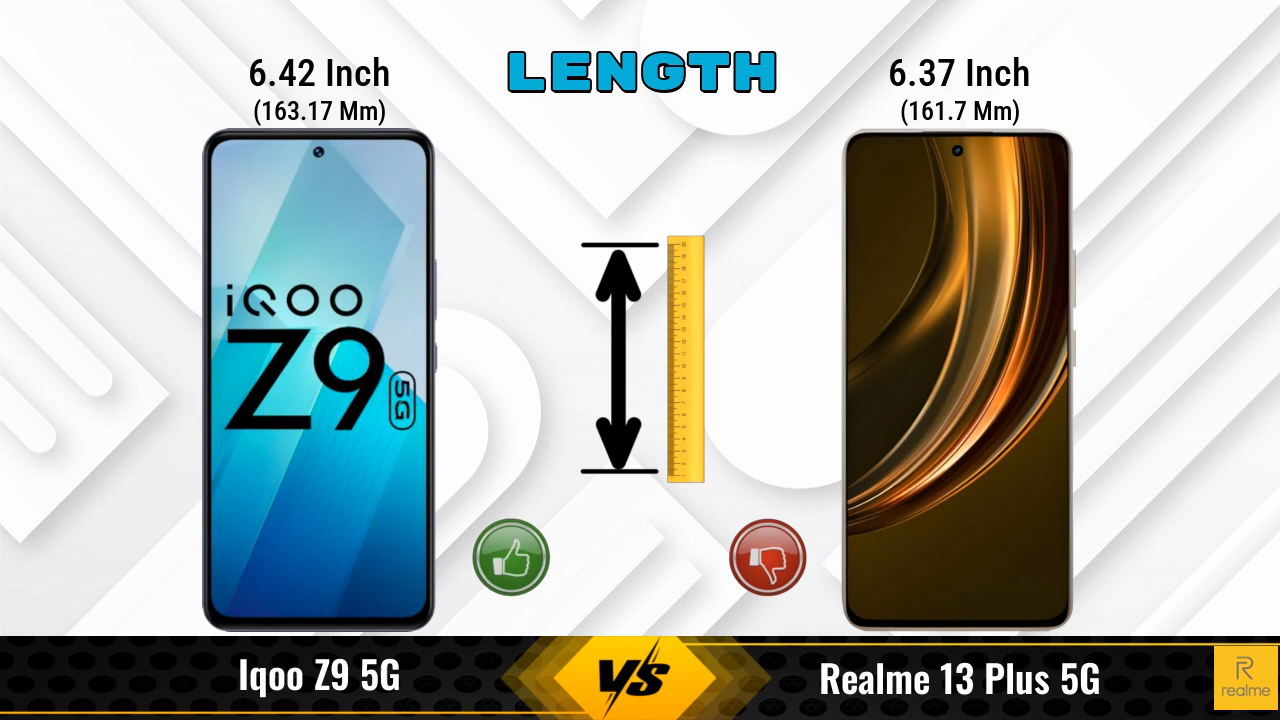 LENGTH
6.42 Inch
(163.17 Mm)
6.37 Inch
(161.7 Mm)
iQOO
Z9
5G
Iqoo Z9 5G
VS
Realme 13 Plus 5G
R
realme